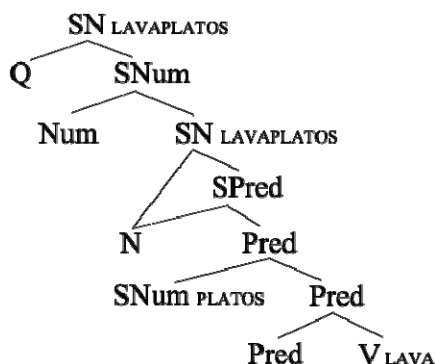 SN LAVAPLATOS
Q SNum
Num SN LAVAPLATOS
SPred
N Pred
SNum PLATOS Pred
Pred V LAVA